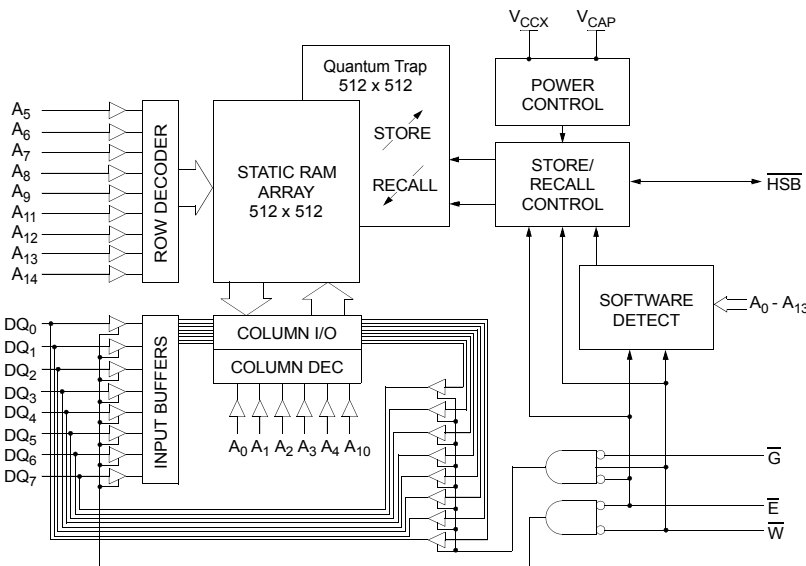 V_CCX V_CAP
Quantum Trap
512 x 512
STORE
RECALL
POWER
CONTROL
STORE/
RECALL
CONTROL
HSB
A5
A6
A7
A8
A9
A11
A12
A13
A14
ROW DECODER
STATIC RAM
ARRAY
512 x 512
SOFTWARE
DETECT
A0 - A13
DQ0
DQ1
DQ2
DQ3
DQ4
DQ5
DQ6
DQ7
INPUT BUFFERS
COLUMN I/O
COLUMN DEC
A0 A1 A2 A3 A4 A10
G
E
W